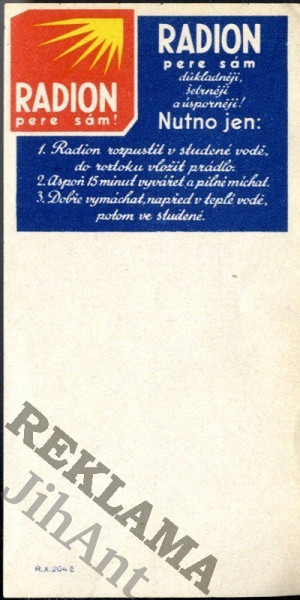 RADION
pere sám!
RADION
pere sám
důkladněji,
šetrněji
a úsporněji!
Nutno jen:
1. Radion rozpustit v studené vodě,
do roztoku vložit prádlo.
2. Aspoň 15 minut vyvářet a pilně míchat.
3. Dobře vymáchat, napřed v teplé vodě,
potom ve studené.
REKLAMA
JihAnt
R.X. 204 E